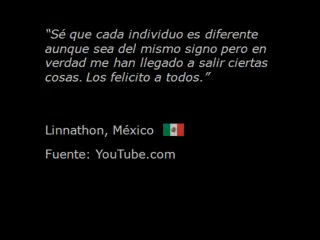 “Sé que cada individuo es diferente
aunque sea del mismo signo pero en
verdad me han llegado a salir ciertas
cosas. Los felicito a todos.”
Linnathon, México
Fuente: YouTube.com